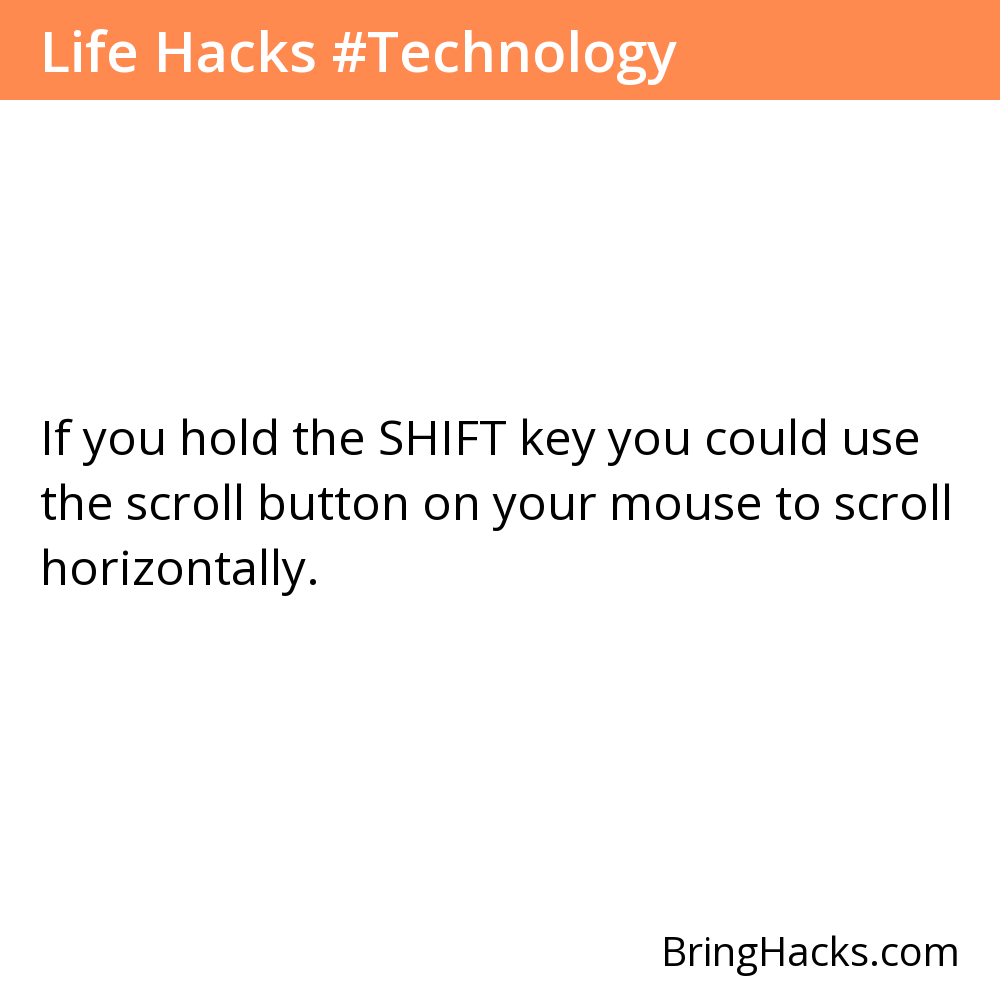 Life Hacks #Technology
If you hold the SHIFT key you could use
the scroll button on your mouse to scroll
horizontally.
BringHacks.com